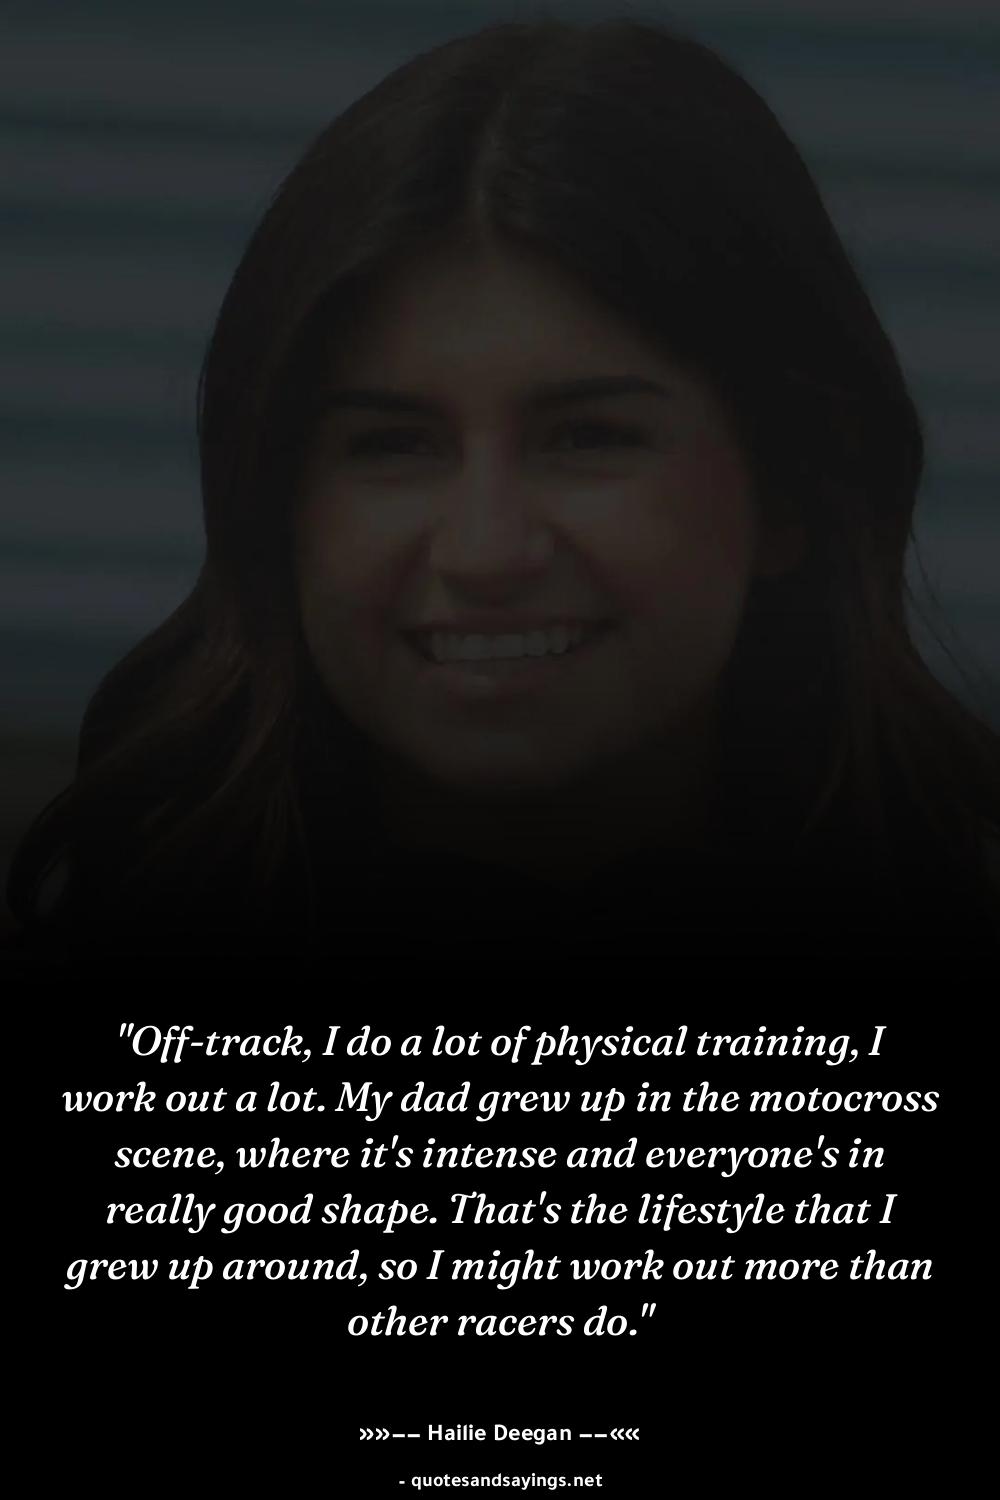 "Off-track, I do a lot of physical training, I
work out a lot. My dad grew up in the motocross
scene, where it's intense and everyone's in
really good shape. That's the lifestyle that I
grew up around, so I might work out more than
other racers do."
»»–– Hailie Deegan ––««
- quotesandsayings.net